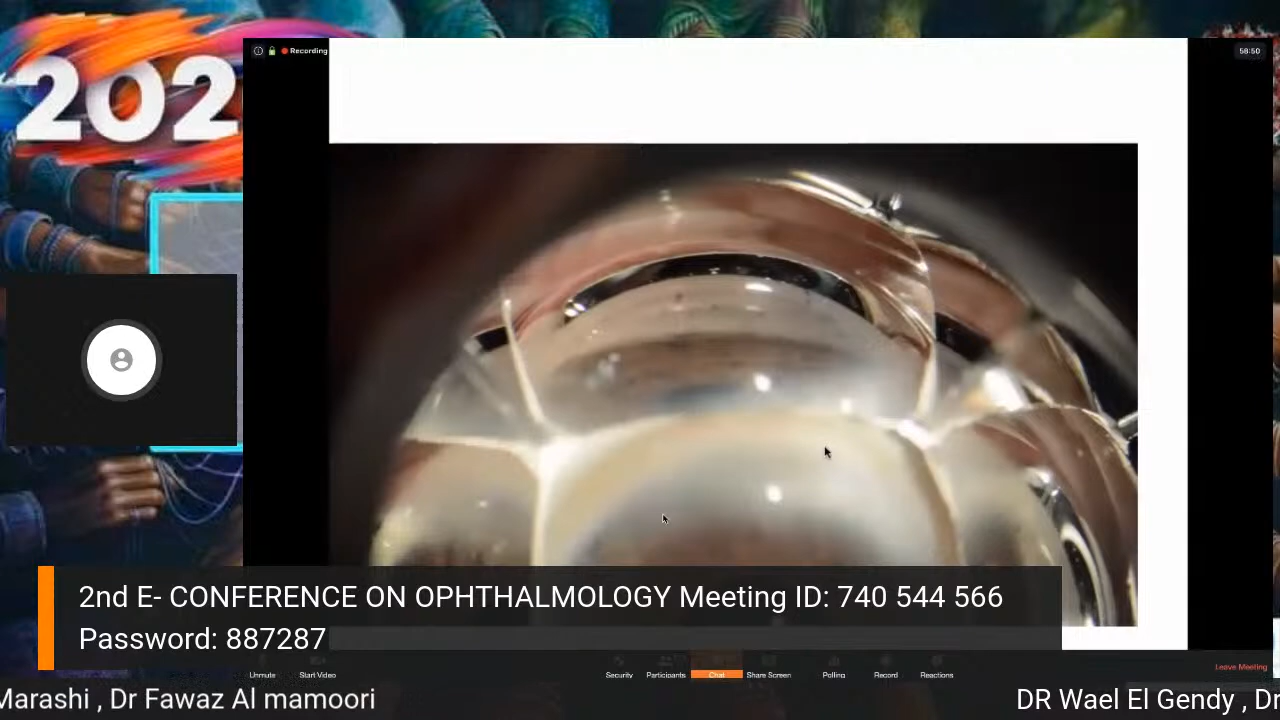 202
Recording
58:50
2nd E- CONFERENCE ON OPHTHALMOLOGY Meeting ID: 740 544 566
Password: 887287
Unmute
Start Video
Security
Participants
Chat
Share Screen
Polling
Record
Reactions
Leave Meeting
Marashi , Dr Fawaz Al mamoori
DR Wael El Gendy , Dr